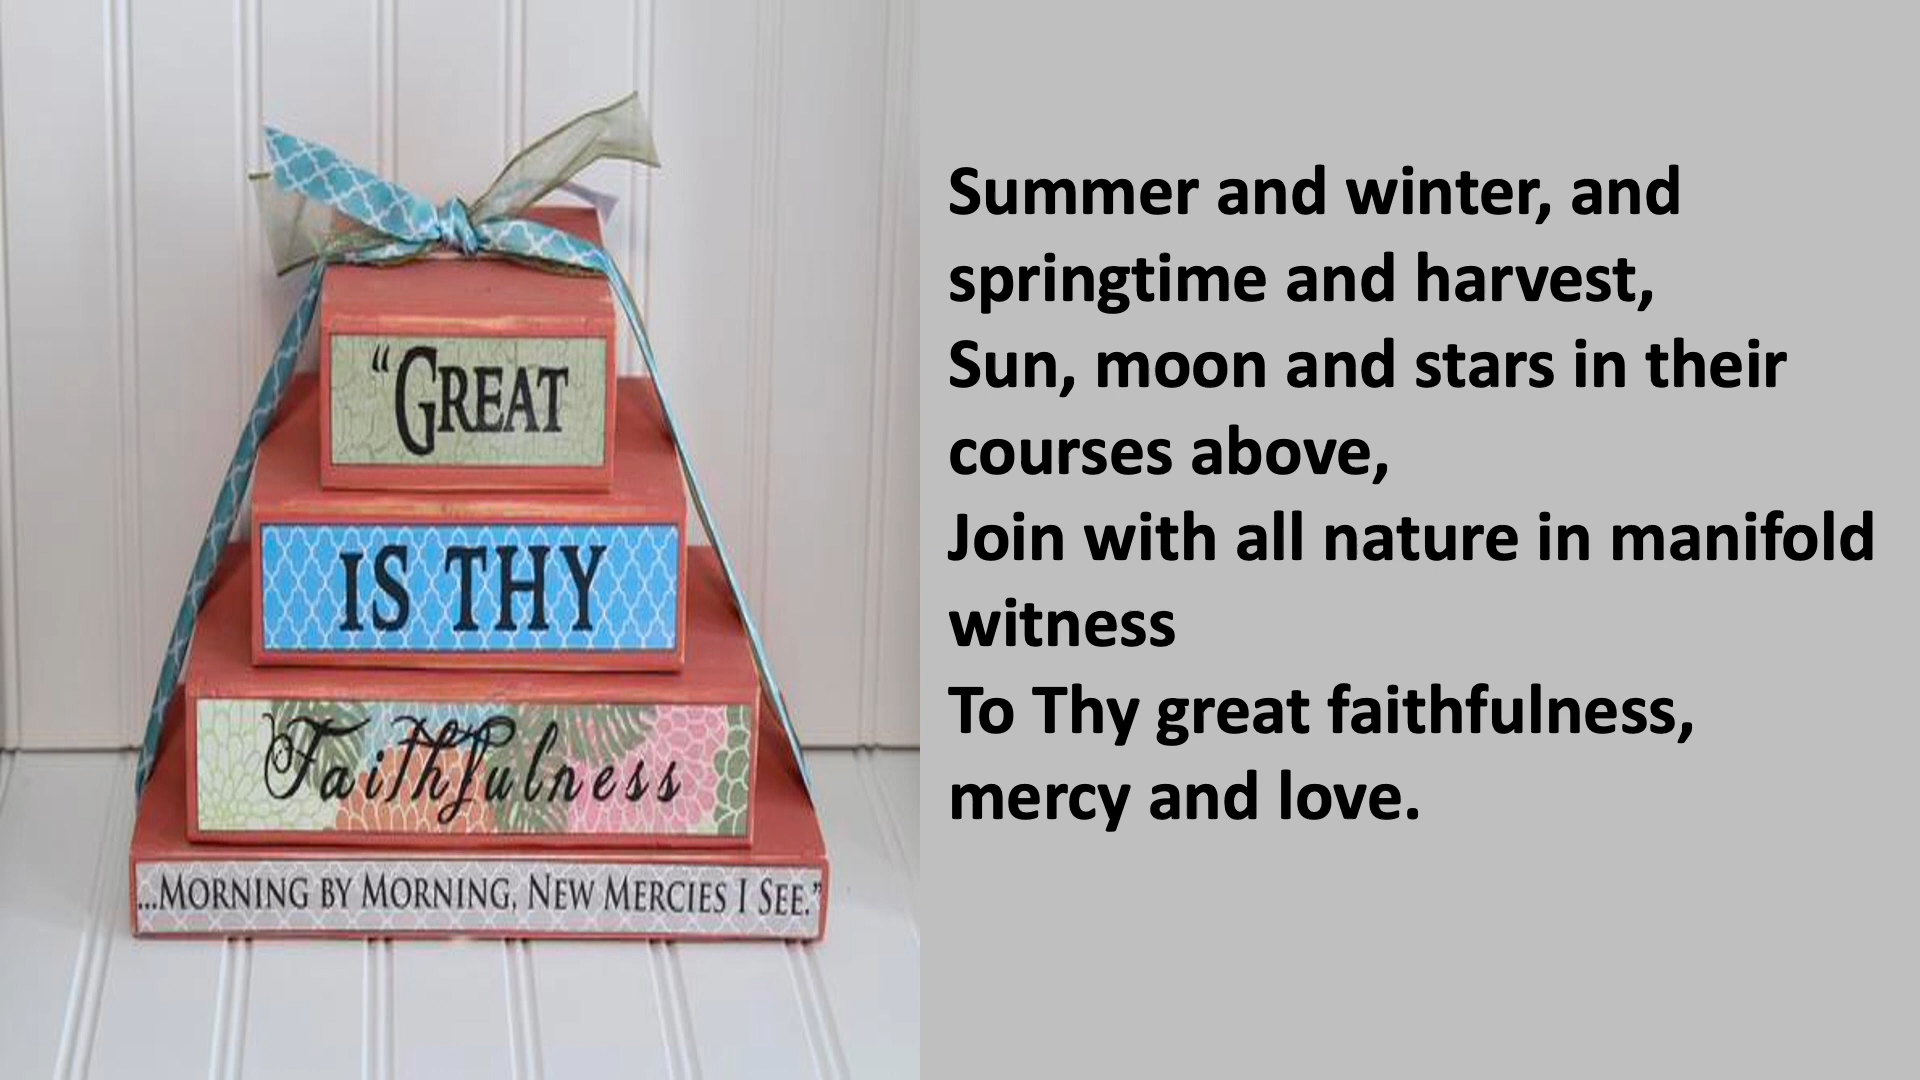 “GREAT
IS THY
Faithfulness
...MORNING BY MORNING, NEW MERCIES I SEE.”
Summer and winter, and
springtime and harvest,
Sun, moon and stars in their
courses above,
Join with all nature in manifold
witness
To Thy great faithfulness,
mercy and love.